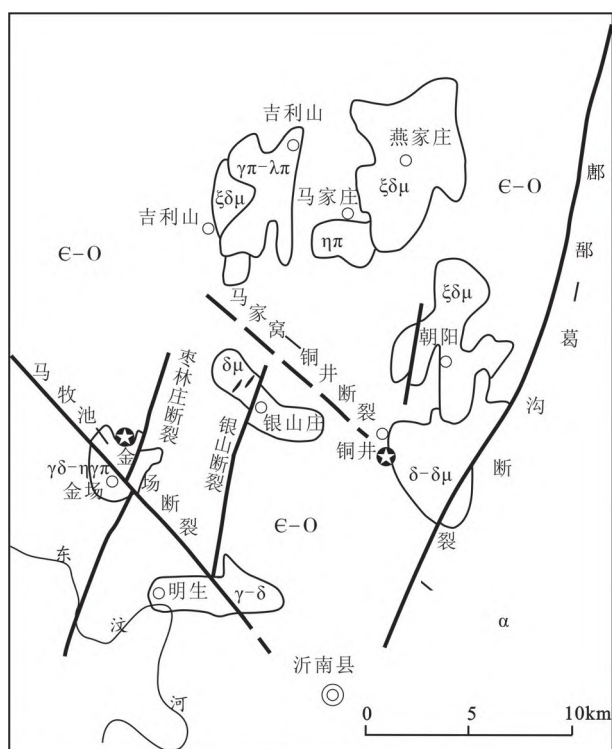 吉利山
燕家庄
γπ-λπ
ξδμ
马家庄
ξδμ
Є-O
鄌
吉利山
ηπ
郚
Є-O
ξδμ
马家窝-铜井断裂
朝阳
葛
枣林庄断裂
δμ
沟
马牧池
银山庄
银山断裂
铜井
断
γδ-ηγπ
金
δ-δμ
金场
场
断裂
Є-O
裂
东
明生
γ-δ
汶
α
沂南县
河
0
5
10km